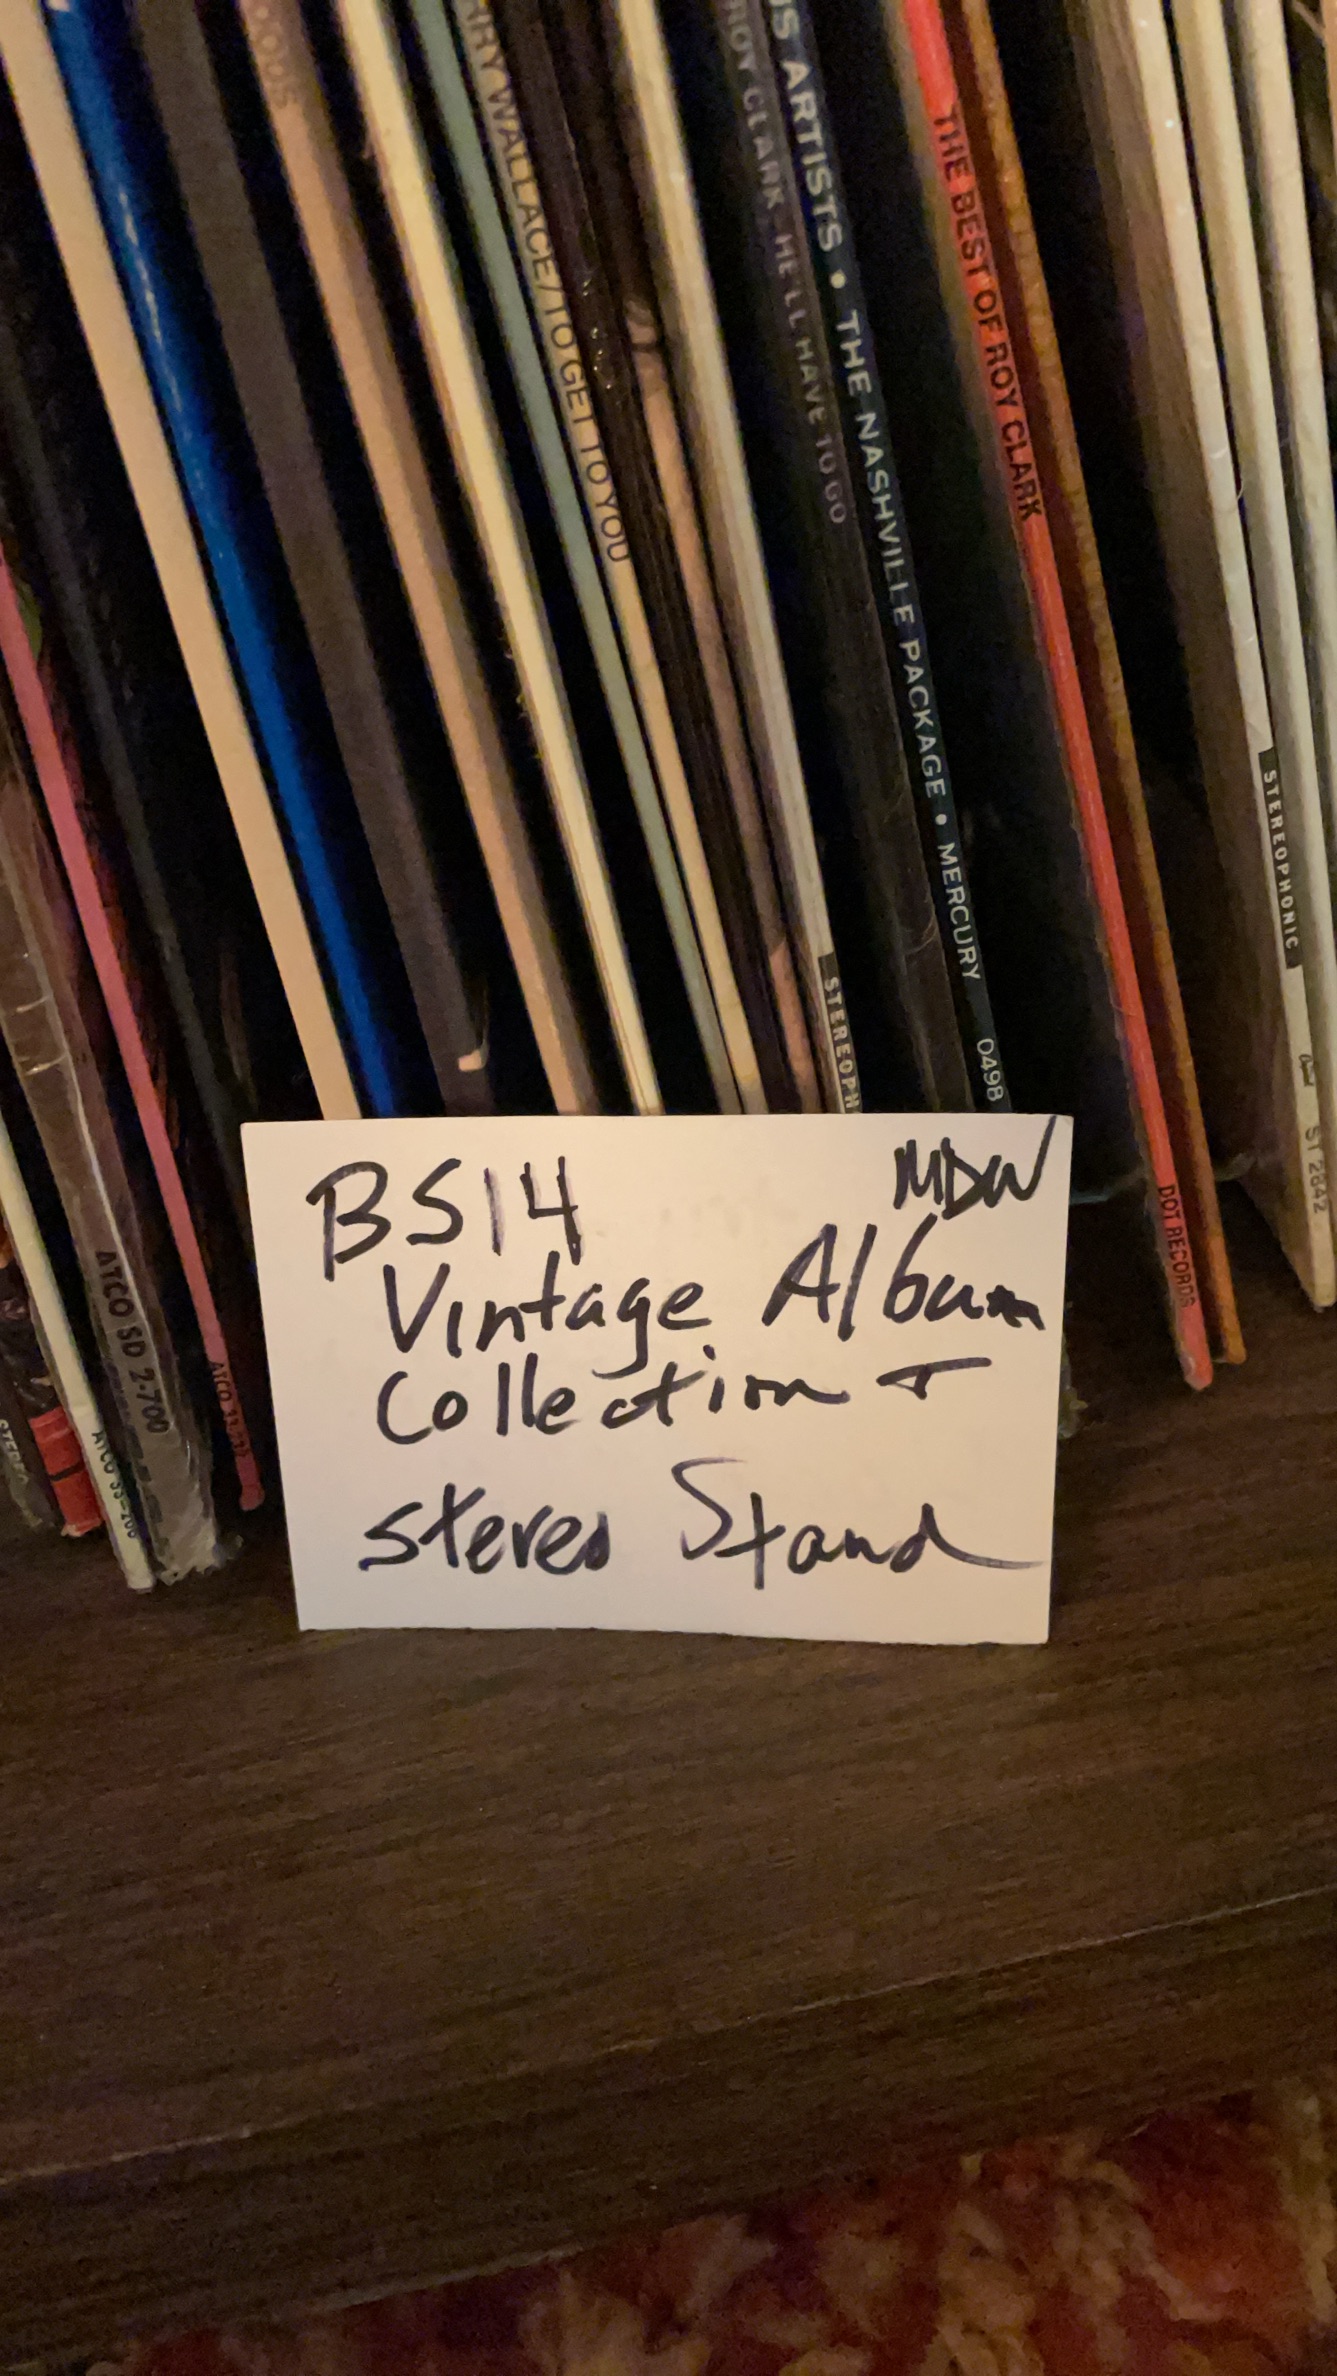 ARY WALLACE/TO GET TO YOU
ROY CLARK HE'LL HAVE TO GO
US ARTISTS • THE NASHVILLE PACKAGE • MERCURY 0498
THE BEST OF ROY CLARK
DOT RECORDS
STEREOPH
STEREOPHONIC
ST 2842
ATCO SD 2-700
BS14 MDW
Vintage Album
Collection +
stereo Stand